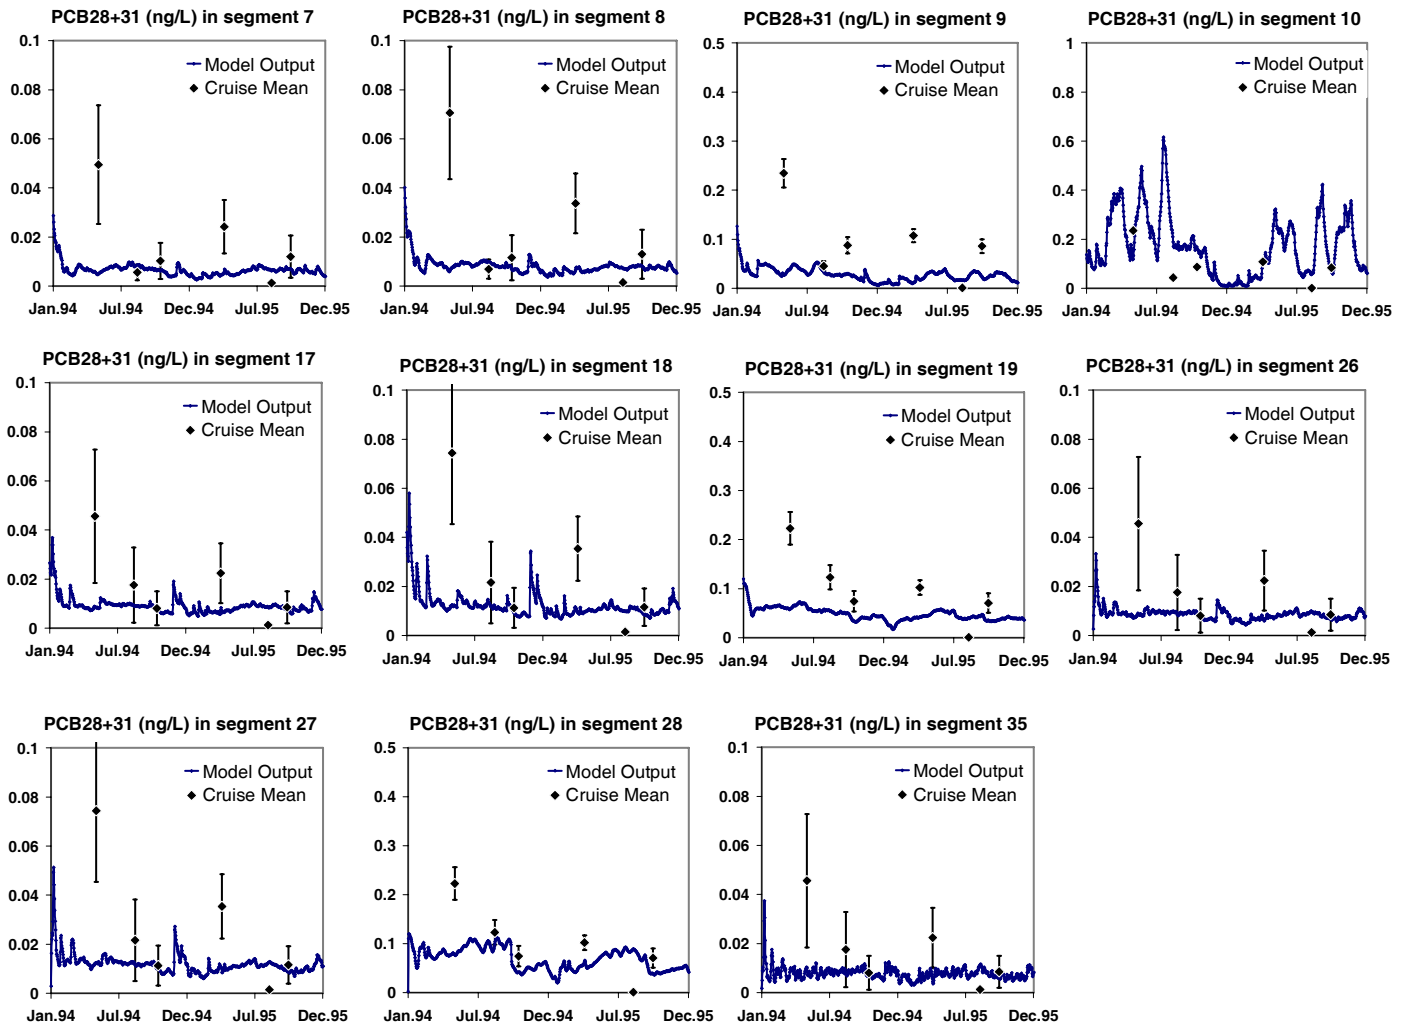 PCB28+31 (ng/L) in segment 7
0.1
0.08
0.06
0.04
0.02
0
Model Output
Cruise Mean
Jan.94 Jul.94 Dec.94 Jul.95 Dec.95
PCB28+31 (ng/L) in segment 8
0.1
0.08
0.06
0.04
0.02
0
Model Output
Cruise Mean
Jan.94 Jul.94 Dec.94 Jul.95 Dec.95
PCB28+31 (ng/L) in segment 9
0.5
0.4
0.3
0.2
0.1
0
Model Output
Cruise Mean
Jan.94 Jul.94 Dec.94 Jul.95 Dec.95
PCB28+31 (ng/L) in segment 10
1
0.8
0.6
0.4
0.2
0
Model Output
Cruise Mean
Jan.94 Jul.94 Dec.94 Jul.95 Dec.95
PCB28+31 (ng/L) in segment 17
0.1
0.08
0.06
0.04
0.02
0
Model Output
Cruise Mean
Jan.94 Jul.94 Dec.94 Jul.95 Dec.95
PCB28+31 (ng/L) in segment 18
0.1
0.08
0.06
0.04
0.02
0
Model Output
Cruise Mean
Jan.94 Jul.94 Dec.94 Jul.95 Dec.95
PCB28+31 (ng/L) in segment 19
0.5
0.4
0.3
0.2
0.1
0
Model Output
Cruise Mean
Jan.94 Jul.94 Dec.94 Jul.95 Dec.95
PCB28+31 (ng/L) in segment 26
0.1
0.08
0.06
0.04
0.02
0
Model Output
Cruise Mean
Jan.94 Jul.94 Dec.94 Jul.95 Dec.95
PCB28+31 (ng/L) in segment 27
0.1
0.08
0.06
0.04
0.02
0
Model Output
Cruise Mean
Jan.94 Jul.94 Dec.94 Jul.95 Dec.95
PCB28+31 (ng/L) in segment 28
0.5
0.4
0.3
0.2
0.1
0
Model Output
Cruise Mean
Jan.94 Jul.94 Dec.94 Jul.95 Dec.95
PCB28+31 (ng/L) in segment 35
0.1
0.08
0.06
0.04
0.02
0
Model Output
Cruise Mean
Jan.94 Jul.94 Dec.94 Jul.95 Dec.95